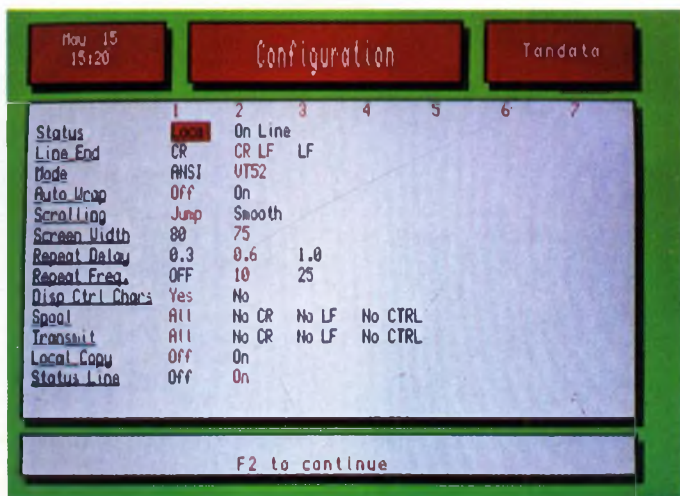 May 15
15:20
Configuration
Tandata
1 2 3 4 5 6 7
Status Local On Line
Line End CR CR LF LF
Mode ANSI VT52
Auto Wrap Off On
Scrolling Jump Smooth
Screen Width 80 75
Repeat Delay 0.3 0.6 1.0
Repeat Freq. OFF 10 25
Disp Ctrl Chars Yes No
Spool All No CR No LF No CTRL
Transmit All No CR No LF No CTRL
Local Copy Off On
Status Line Off On
F2 to continue